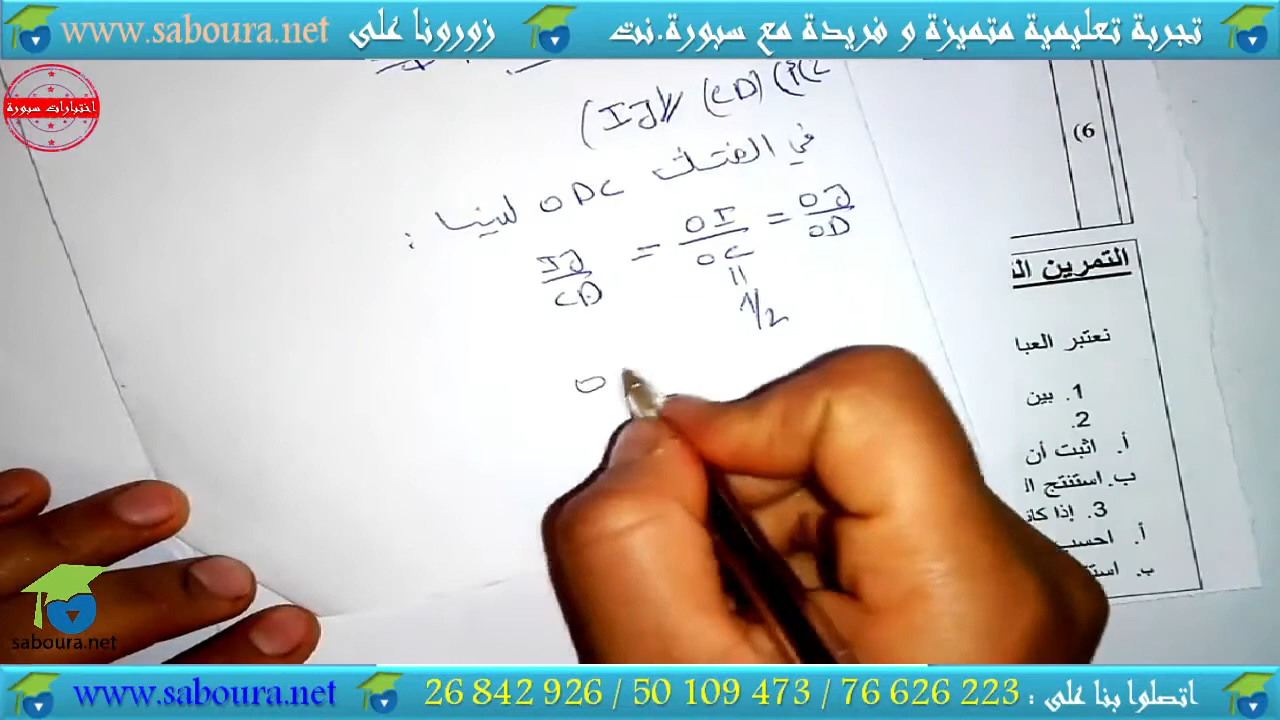 تجربة تعليمية متميزة و فريدة مع سبورة.نت زورونا على www.saboura.net
اختبارات سبورة
(IJ) // (CD)
في المثلث ODC لدينا :
IJ/CD = OI/OC = OJ/OD
= 1/2
O
6)
التمرين
نعتبر العبا
1. بين
2.
أ. اثبت أن
ب. استنتج ا
3. إذا كانـ
أ. احسب
ب. استنـ
saboura.net
اتصلوا بنا على : 26 842 926 / 50 109 473 / 76 626 223 www.saboura.net